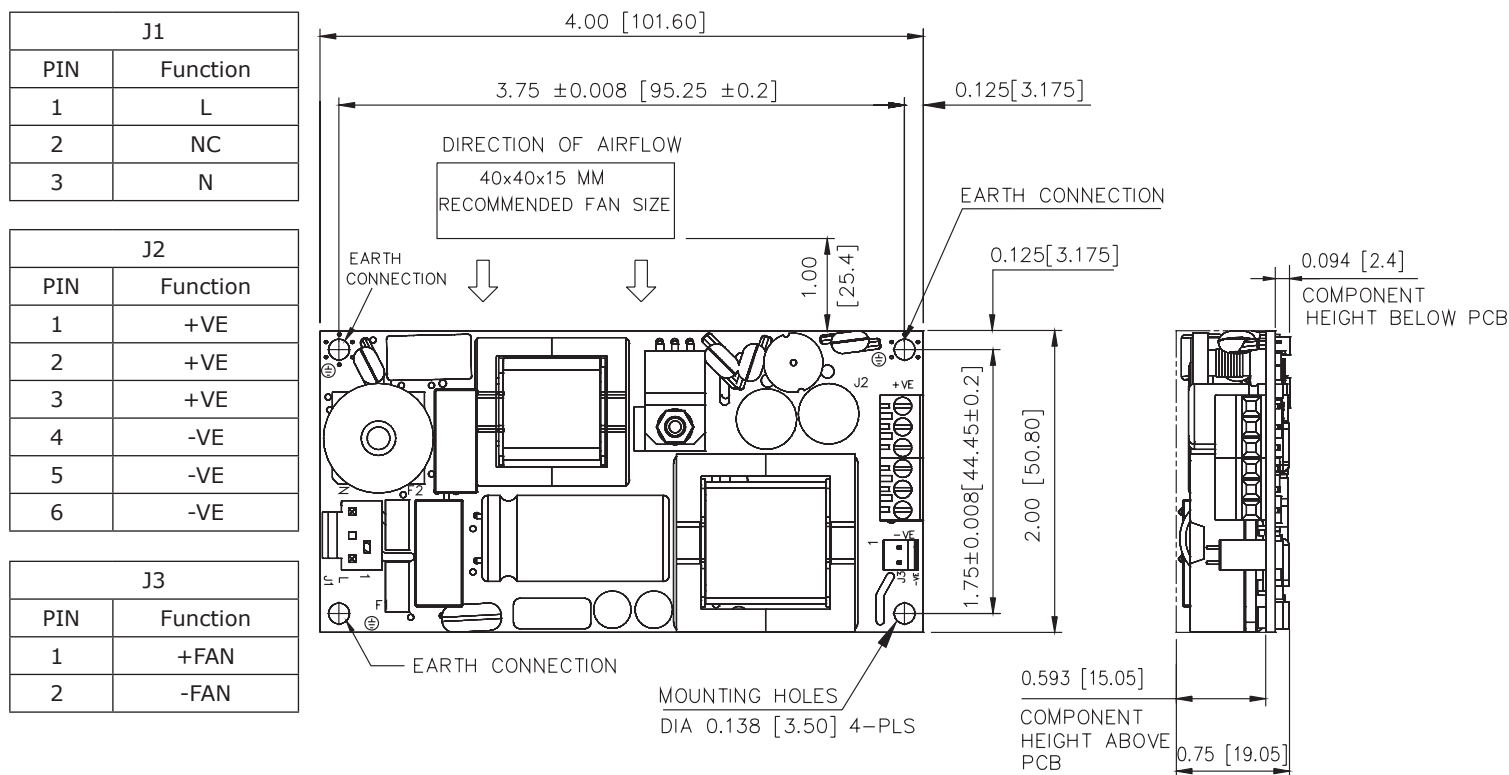 J1
PIN Function
1 L
2 NC
3 N
J2
PIN Function
1 +VE
2 +VE
3 +VE
4 -VE
5 -VE
6 -VE
J3
PIN Function
1 +FAN
2 -FAN
4.00 [101.60]
3.75 ±0.008 [95.25 ±0.2]
0.125[3.175]
DIRECTION OF AIRFLOW
40x40x15 MM
RECOMMENDED FAN SIZE
EARTH CONNECTION
EARTH
CONNECTION
1.00
[25.4]
0.125[3.175]
0.094 [2.4]
COMPONENT
HEIGHT BELOW PCB
J2
+VE
N
F2
1.75±0.008[44.45±0.2]
2.00 [50.80]
1
-VE
J3
-VE
J1
L
1
F
EARTH CONNECTION
MOUNTING HOLES
DIA 0.138 [3.50] 4-PLS
0.593 [15.05]
COMPONENT
HEIGHT ABOVE
PCB
0.75 [19.05]